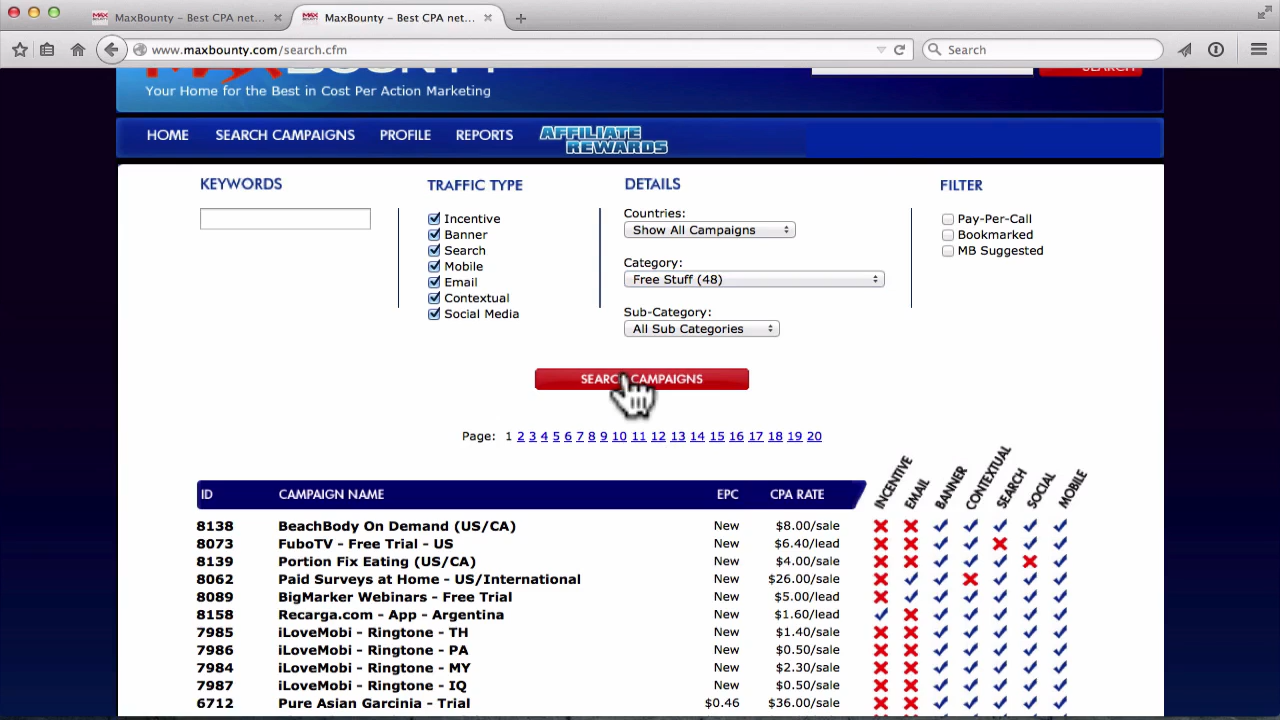 MaxBounty – Best CPA net...
MaxBounty – Best CPA net...
www.maxbounty.com/search.cfm
Search
MAXBOUNTY
SEARCH
Your Home for the Best in Cost Per Action Marketing
HOME SEARCH CAMPAIGNS PROFILE REPORTS AFFILIATE REWARDS
KEYWORDS
TRAFFIC TYPE
Incentive
Banner
Search
Mobile
Email
Contextual
Social Media
DETAILS
Countries:
Show All Campaigns
Category:
Free Stuff (48)
Sub-Category:
All Sub Categories
FILTER
Pay-Per-Call
Bookmarked
MB Suggested
SEARCH CAMPAIGNS
Page: 1 2 3 4 5 6 7 8 9 10 11 12 13 14 15 16 17 18 19 20
ID CAMPAIGN NAME EPC CPA RATE INCENTIVE EMAIL BANNER CONTEXTUAL SEARCH SOCIAL MOBILE
8138 BeachBody On Demand (US/CA) New $8.00/sale
8073 FuboTV - Free Trial - US New $6.40/lead
8139 Portion Fix Eating (US/CA) New $4.00/sale
8062 Paid Surveys at Home - US/International New $26.00/sale
8089 BigMarker Webinars - Free Trial New $5.00/lead
8158 Recarga.com - App - Argentina New $1.60/lead
7985 iLoveMobi - Ringtone - TH New $1.40/sale
7986 iLoveMobi - Ringtone - PA New $0.50/sale
7984 iLoveMobi - Ringtone - MY New $2.30/sale
7987 iLoveMobi - Ringtone - IQ New $0.50/sale
6712 Pure Asian Garcinia - Trial $0.46 $36.00/sale